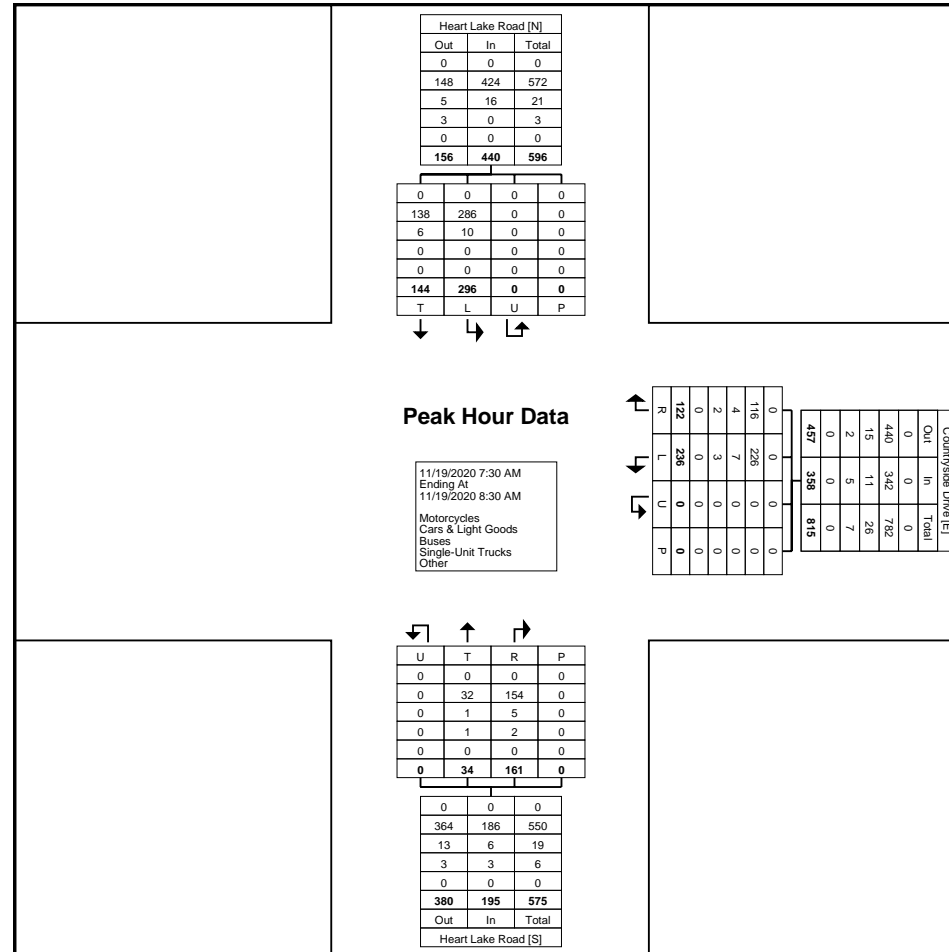 Heart Lake Road [N]
Out In Total
0 0 0
148 424 572
5 16 21
3 0 3
0 0 0
156 440 596
0 0 0 0
138 286 0 0
6 10 0 0
0 0 0 0
0 0 0 0
144 296 0 0
T L U P
Peak Hour Data
11/19/2020 7:30 AM
Ending At
11/19/2020 8:30 AM
Motorcycles
Cars & Light Goods
Buses
Single-Unit Trucks
Other
Countryside Drive [E]
Out In Total
0 0 0
440 342 782
15 11 26
2 5 7
0 0 0
457 358 815
0 0 0 0
116 226 0 0
4 7 0 0
2 3 0 0
0 0 0 0
122 236 0 0
R L U P
U T R P
0 0 0 0
0 32 154 0
0 1 5 0
0 1 2 0
0 0 0 0
0 34 161 0
0 0 0
364 186 550
13 6 19
3 3 6
0 0 0
380 195 575
Out In Total
Heart Lake Road [S]